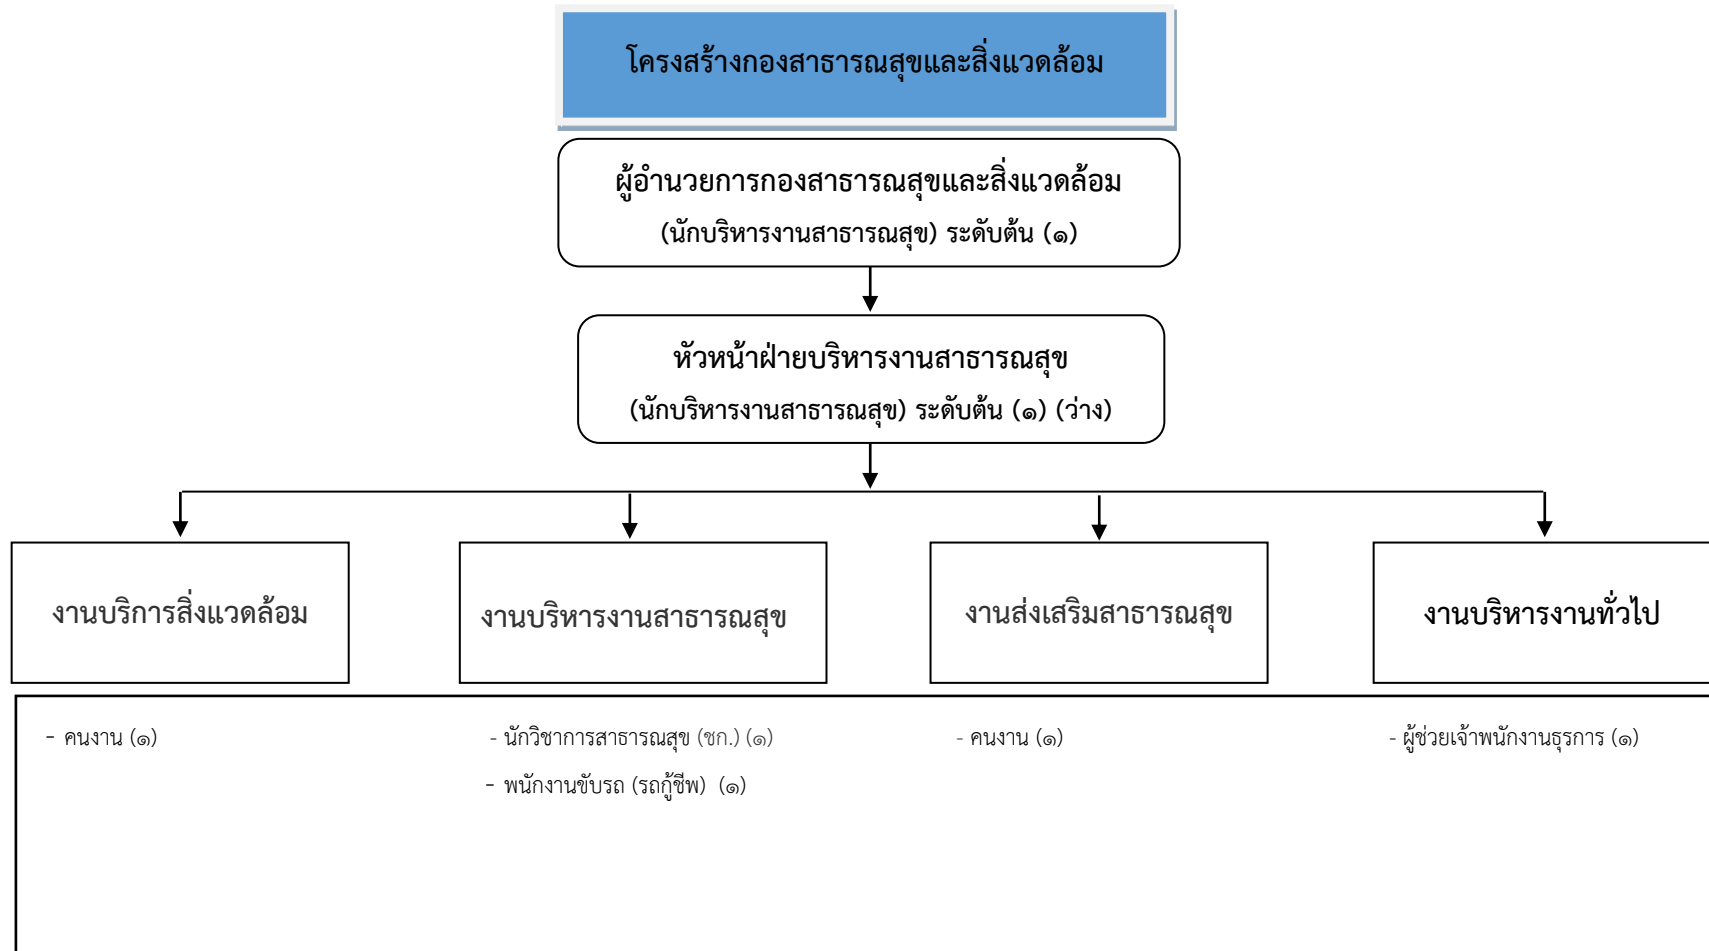 โครงสร้างกองสาธารณสุขและสิ่งแวดล้อม
ผู้อำนวยการกองสาธารณสุขและสิ่งแวดล้อม
(นักบริหารงานสาธารณสุข) ระดับต้น (๑)
หัวหน้าฝ่ายบริหารงานสาธารณสุข
(นักบริหารงานสาธารณสุข) ระดับต้น (๑) (ว่าง)
งานบริการสิ่งแวดล้อม
งานบริหารงานสาธารณสุข
งานส่งเสริมสาธารณสุข
งานบริหารงานทั่วไป
- คนงาน (๑)
- นักวิชาการสาธารณสุข (ชก.) (๑)
- พนักงานขับรถ (รถกู้ชีพ) (๑)
- คนงาน (๑)
- ผู้ช่วยเจ้าพนักงานธุรการ (๑)